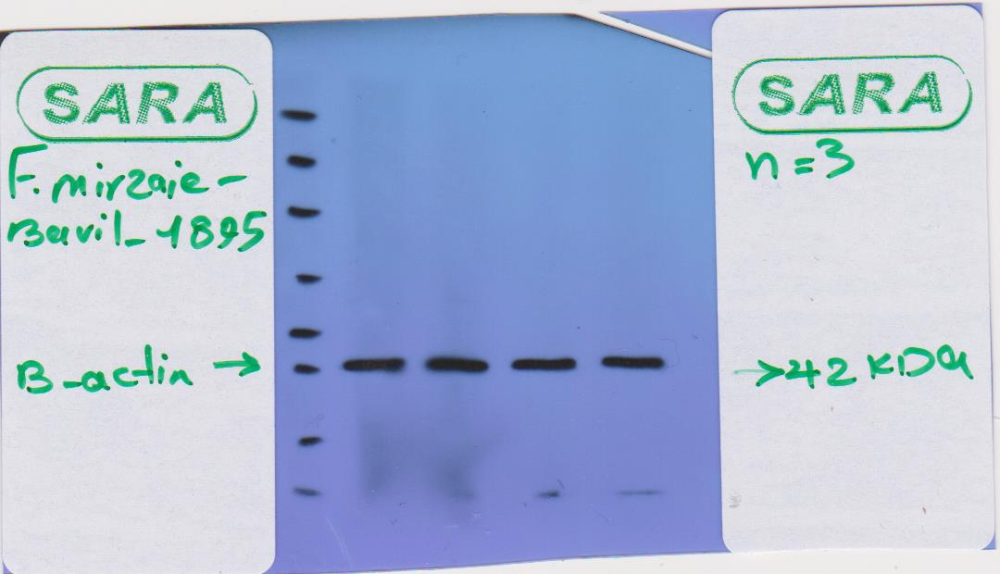 SARA
F. mirzaie-
Bavil_1895
B-actin →
SARA
n=3
→42 KDa